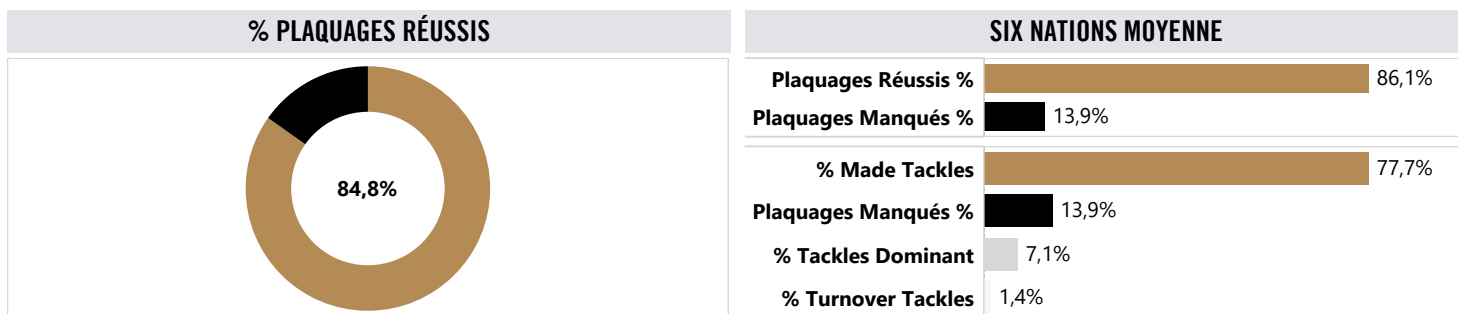 % PLAQUAGES RÉUSSIS
84,8%
SIX NATIONS MOYENNE
Plaquages Réussis % 86,1%
Plaquages Manqués % 13,9%
% Made Tackles 77,7%
Plaquages Manqués % 13,9%
% Tackles Dominant 7,1%
% Turnover Tackles 1,4%